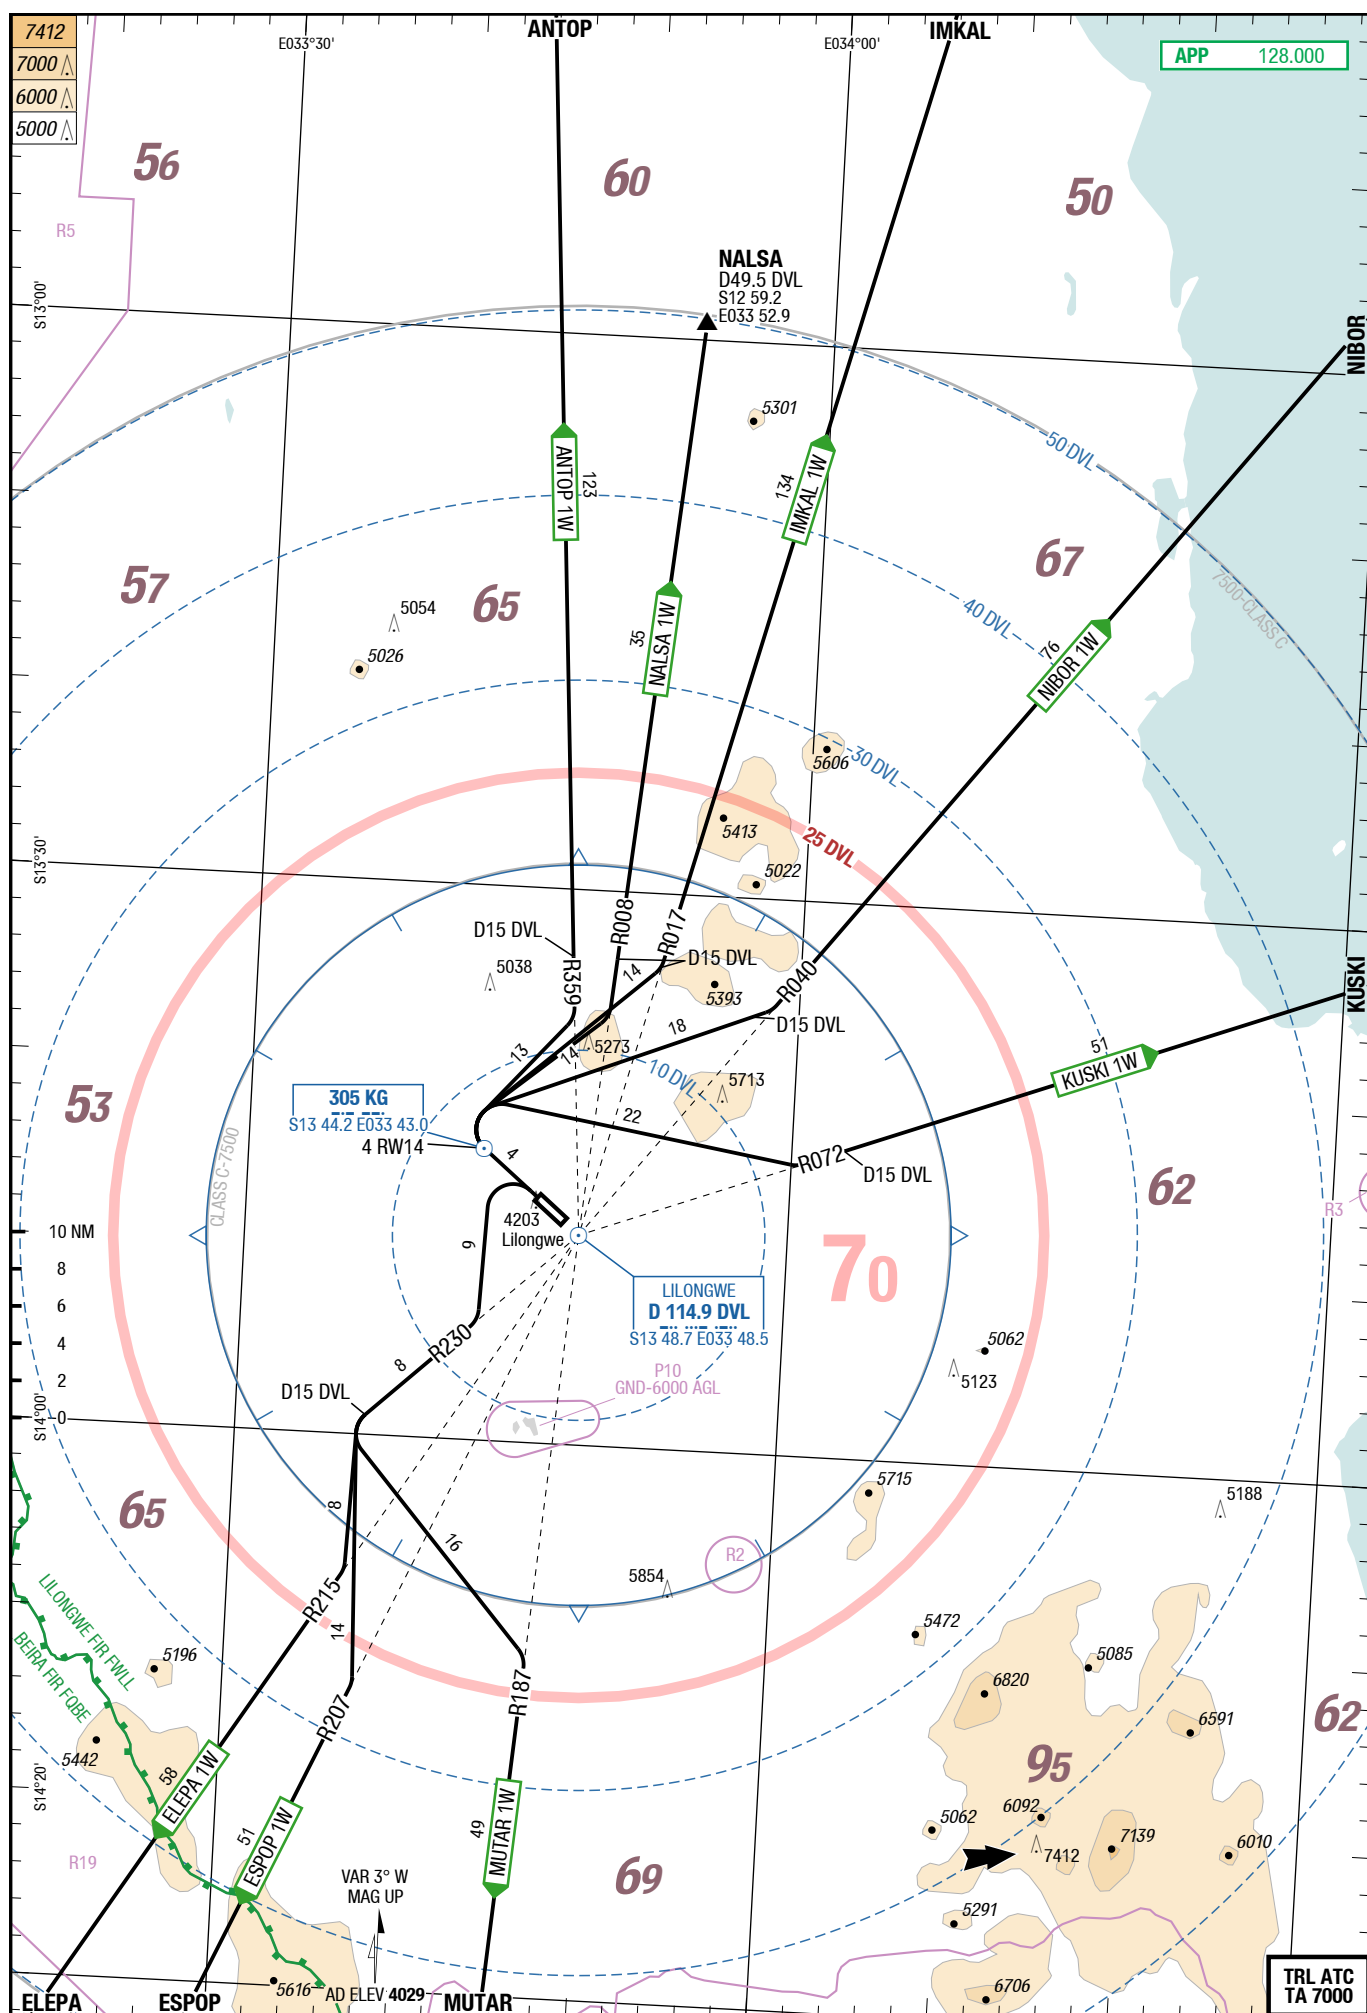 7412
7000
6000
5000
ANTOP
IMKAL
E033°30'
E034°00'
APP 128.000
56
60
50
R5
NALSA
D49.5 DVL
S12 59.2
E033 52.9
S13°00'
NIBOR
5301
50 DVL
ANTOP 1W
123
IMKAL 1W
134
57
65
67
7500-CLASS C
40 DVL
5054
5026
NALSA 1W
35
NIBOR 1W
76
5606
30 DVL
5413
25 DVL
S13°30'
5022
R008
R017
D15 DVL
D15 DVL
14
R359
5038
5393
R040
KUSKI
18
D15 DVL
13
14
5273
10 DVL
5713
51
KUSKI 1W
53
305 KG
S13 44.2 E033 43.0
4 RW14
4
22
R072
D15 DVL
CLASS C-7500
62
R3
4203
Lilongwe
10 NM
8
6
4
2
0
9
70
LILONGWE
D 114.9 DVL
S13 48.7 E033 48.5
R230
8
5062
5123
P10
GND-6000 AGL
D15 DVL
S14°00'
5715
5188
65
8
16
R2
5854
LILONGWE FIR FWLL
BEIRA FIR FQBE
R215
14
5472
5196
5085
6820
R187
R207
6591
62
5442
95
S14°20'
58
ELEPA 1W
51
ESPOP 1W
49
MUTAR 1W
5062
6092
7139
7412
6010
R19
VAR 3° W
MAG UP
69
5291
5616
AD ELEV 4029
6706
TRL ATC
TA 7000
ELEPA
ESPOP
MUTAR